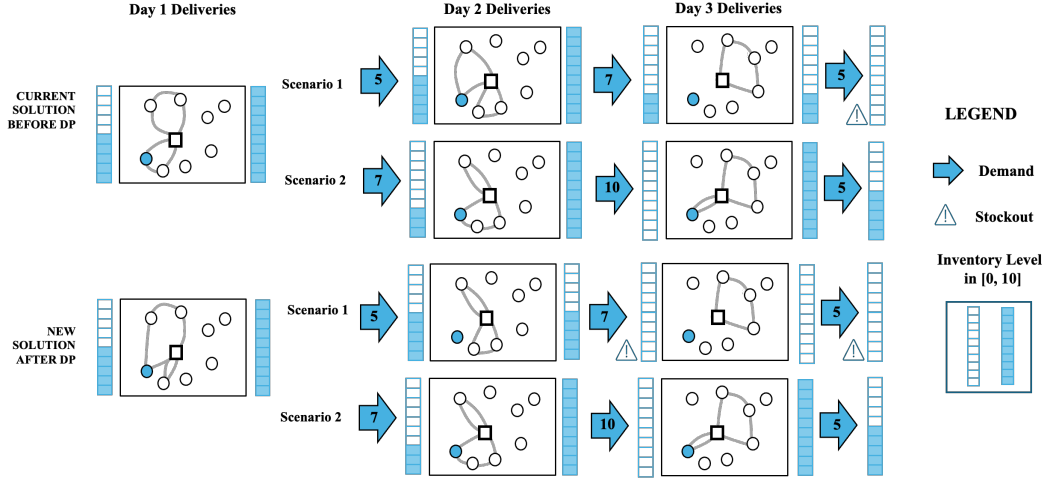 Day 1 Deliveries
Day 2 Deliveries
Day 3 Deliveries
CURRENT
SOLUTION
BEFORE DP
Scenario 1
5
7
5
Scenario 2
7
10
5
NEW
SOLUTION
AFTER DP
Scenario 1
5
7
5
Scenario 2
7
10
5
LEGEND
Demand
Stockout
Inventory Level
in [0, 10]